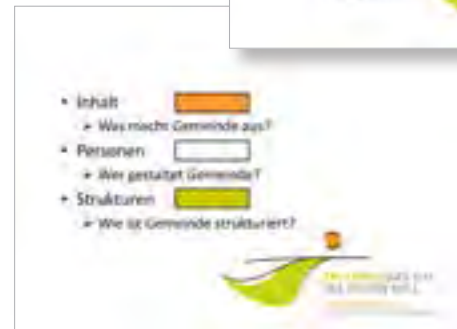 • Inhalt
➢ Was macht Gemeinde aus?
• Personen
➢ Wer gestaltet Gemeinde?
• Strukturen
➢ Wie ist Gemeinde strukturiert?